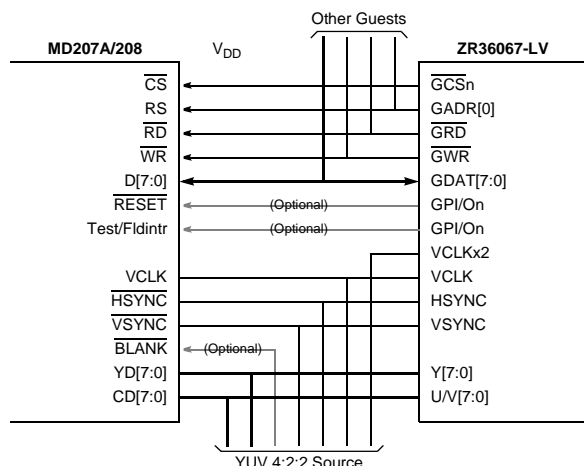 Other Guests
MD207A/208 VDD ZR36067-LV
CS GCSn
RS GADR[0]
RD GRD
WR GWR
D[7:0] GDAT[7:0]
RESET (Optional) GPI/On
Test/Fldintr (Optional) GPI/On
VCLKx2
VCLK VCLK
HSYNC HSYNC
VSYNC VSYNC
BLANK (Optional)
YD[7:0] Y[7:0]
CD[7:0] U/V[7:0]
YUV 4:2:2 Source